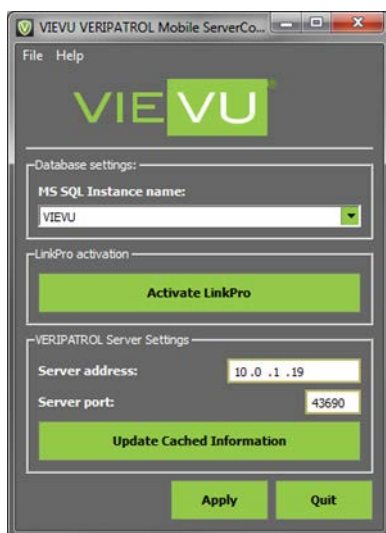 VIEVU VERIPATROL Mobile ServerCo...
File Help
VIEVU
Database settings:
MS SQL Instance name:
VIEVU
LinkPro activation
Activate LinkPro
VERIPATROL Server Settings
Server address: 10 .0 .1 .19
Server port: 43690
Update Cached Information
Apply Quit